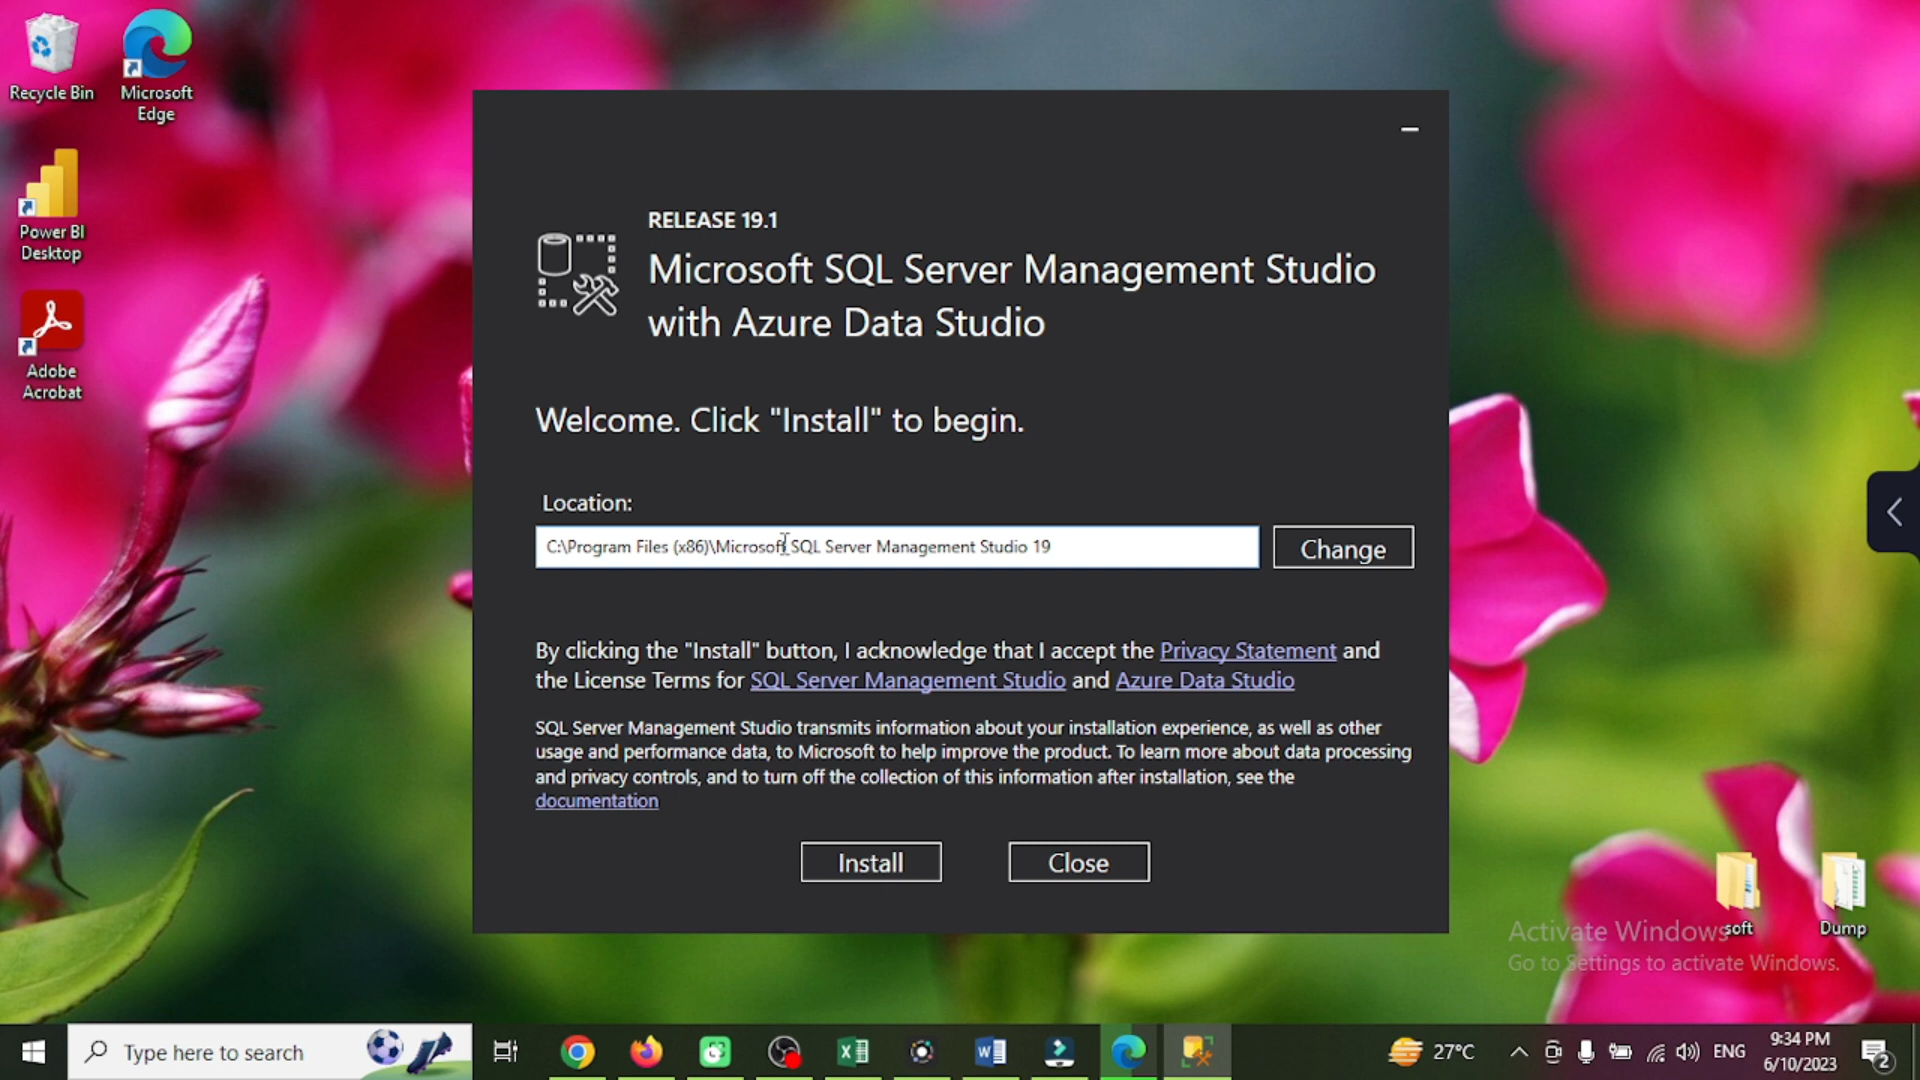 Recycle Bin
Microsoft
Edge
Power BI
Desktop
Adobe
Acrobat
RELEASE 19.1
Microsoft SQL Server Management Studio
with Azure Data Studio
Welcome. Click "Install" to begin.
Location:
C:\Program Files (x86)\Microsoft SQL Server Management Studio 19
Change
By clicking the "Install" button, I acknowledge that I accept the Privacy Statement and
the License Terms for SQL Server Management Studio and Azure Data Studio
SQL Server Management Studio transmits information about your installation experience, as well as other
usage and performance data, to Microsoft to help improve the product. To learn more about data processing
and privacy controls, and to turn off the collection of this information after installation, see the
documentation
Install
Close
soft
Dump
Activate Windows
Go to Settings to activate Windows.
Type here to search
27°C
ENG
9:34 PM
6/10/2023
2